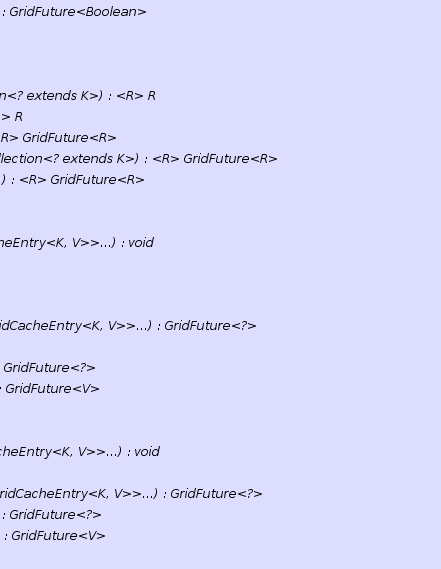 : GridFuture<Boolean>
n<? extends K>) : <R> R
> R
R> GridFuture<R>
llection<? extends K>) : <R> GridFuture<R>
) : <R> GridFuture<R>
heEntry<K, V>>...) : void
idCacheEntry<K, V>>...) : GridFuture<?>
GridFuture<?>
: GridFuture<V>
cheEntry<K, V>>...) : void
ridCacheEntry<K, V>>...) : GridFuture<?>
: GridFuture<?>
: GridFuture<V>